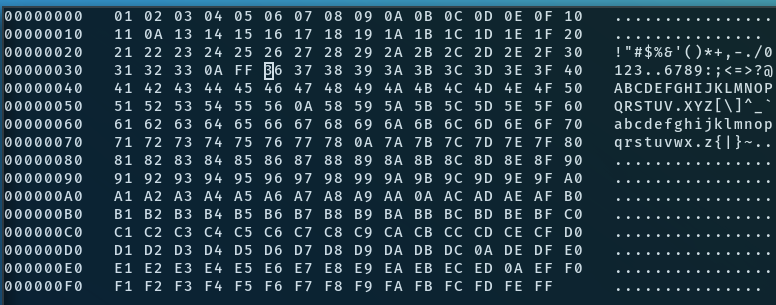 00000000 01 02 03 04 05 06 07 08 09 0A 0B 0C 0D 0E 0F 10 ................
00000010 11 0A 13 14 15 16 17 18 19 1A 1B 1C 1D 1E 1F 20 ...............
00000020 21 22 23 24 25 26 27 28 29 2A 2B 2C 2D 2E 2F 30 !"#$%&'()*+,-./0
00000030 31 32 33 0A FF 36 37 38 39 3A 3B 3C 3D 3E 3F 40 123..6789:;<=>?@
00000040 41 42 43 44 45 46 47 48 49 4A 4B 4C 4D 4E 4F 50 ABCDEFGHIJKLMNOP
00000050 51 52 53 54 55 56 0A 58 59 5A 5B 5C 5D 5E 5F 60 QRSTUV.XYZ[\]^_`
00000060 61 62 63 64 65 66 67 68 69 6A 6B 6C 6D 6E 6F 70 abcdefghijklmnop
00000070 71 72 73 74 75 76 77 78 0A 7A 7B 7C 7D 7E 7F 80 qrstuvwx.z{|}~..
00000080 81 82 83 84 85 86 87 88 89 8A 8B 8C 8D 8E 8F 90 ................
00000090 91 92 93 94 95 96 97 98 99 9A 9B 9C 9D 9E 9F A0 ................
000000A0 A1 A2 A3 A4 A5 A6 A7 A8 A9 AA 0A AC AD AE AF B0 ................
000000B0 B1 B2 B3 B4 B5 B6 B7 B8 B9 BA BB BC BD BE BF C0 ................
000000C0 C1 C2 C3 C4 C5 C6 C7 C8 C9 CA CB CC CD CE CF D0 ................
000000D0 D1 D2 D3 D4 D5 D6 D7 D8 D9 DA DB DC 0A DE DF E0 ................
000000E0 E1 E2 E3 E4 E5 E6 E7 E8 E9 EA EB EC ED 0A EF F0 ................
000000F0 F1 F2 F3 F4 F5 F6 F7 F8 F9 FA FB FC FD FE FF ...............